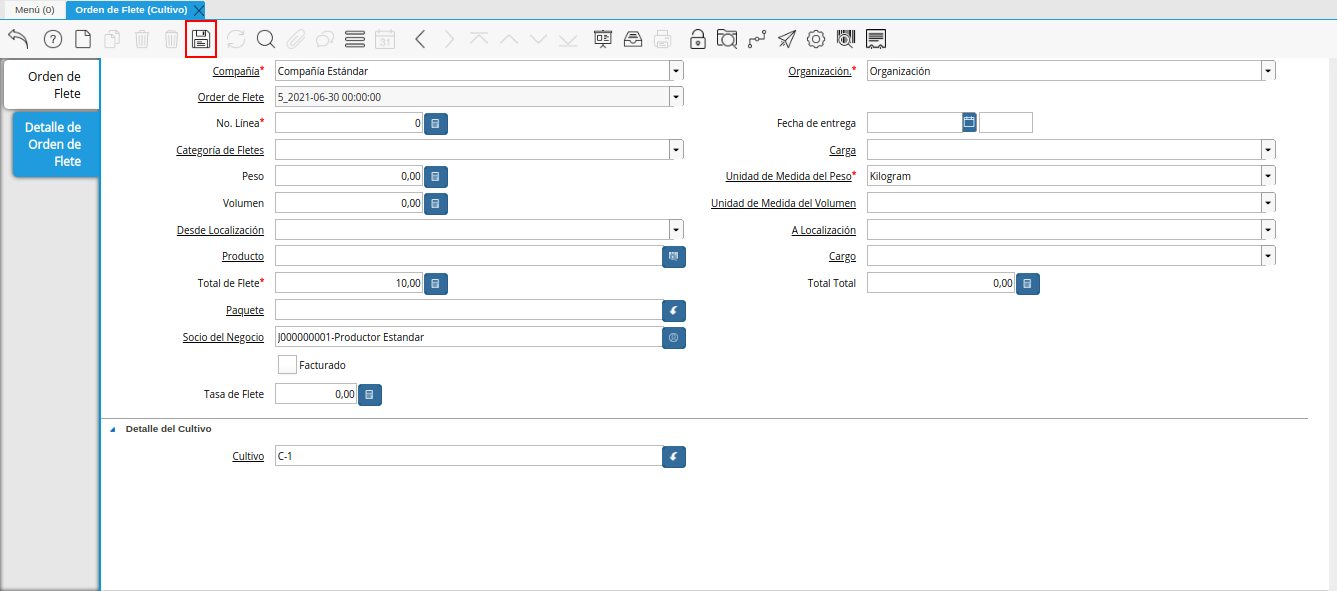 Menú (0)
Orden de Flete (Cultivo)
31
Orden de
Flete
Detalle de
Orden de
Flete
Compañía* Compañía Estándar
Organización.* Organización
Order de Flete 5_2021-06-30 00:00:00
No. Línea* 0
Fecha de entrega
Categoría de Fletes
Carga
Peso 0,00
Unidad de Medida del Peso* Kilogram
Volumen 0,00
Unidad de Medida del Volumen
Desde Localización
A Localización
Producto
Cargo
Total de Flete* 10,00
Total Total 0,00
Paquete
Socio del Negocio J000000001-Productor Estandar
Facturado
Tasa de Flete 0,00
Detalle del Cultivo
Cultivo C-1